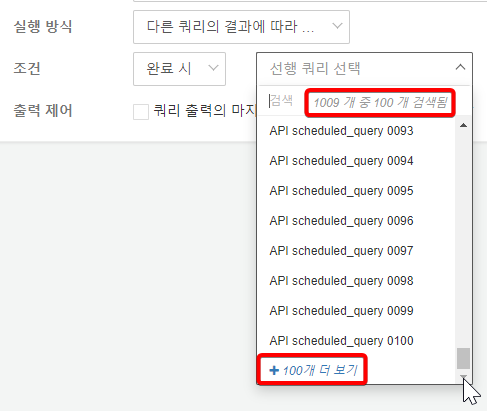 실행 방식
다른 쿼리의 결과에 따라 ...
조건
완료 시
선행 쿼리 선택
검색
1009 개 중 100 개 검색됨
출력 제어
쿼리 출력의 마지
API scheduled_query 0093
API scheduled_query 0094
API scheduled_query 0095
API scheduled_query 0096
API scheduled_query 0097
API scheduled_query 0098
API scheduled_query 0099
API scheduled_query 0100
+ 100개 더 보기